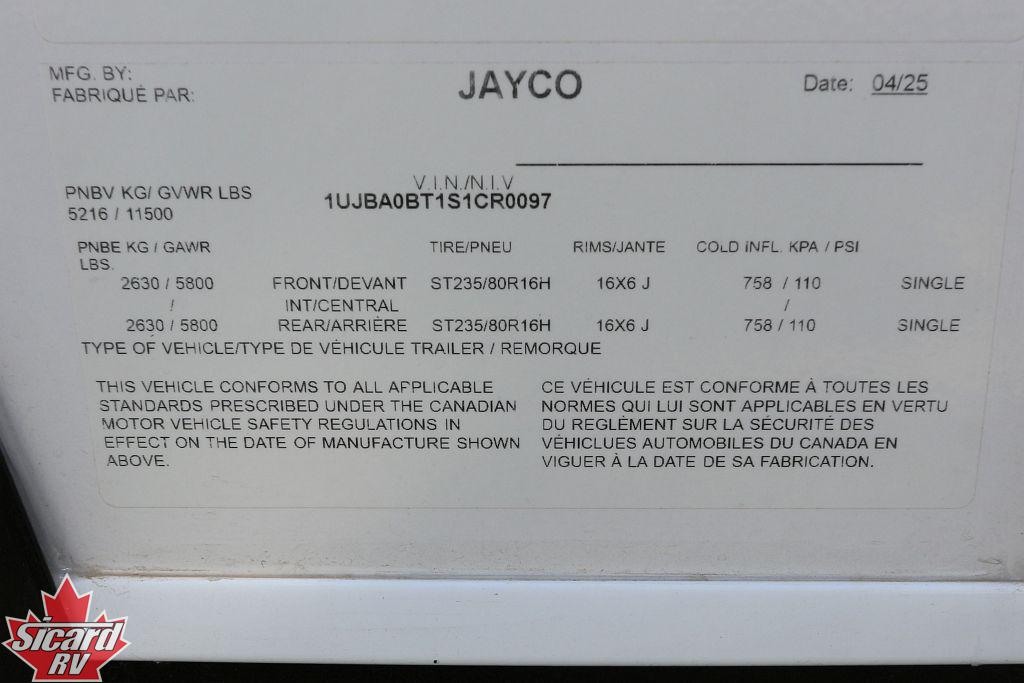 MFG. BY:
FABRIQUÉ PAR:
JAYCO
Date: 04/25
V.I.N./N.I.V
PNBV KG/ GVWR LBS
5216 / 11500
1UJBA0BT1S1CR0097
PNBE KG / GAWR LBS.
TIRE/PNEU RIMS/JANTE COLD INFL. KPA / PSI
2630 / 5800 FRONT/DEVANT ST235/80R16H 16X6 J 758 / 110 SINGLE
/ INT/CENTRAL /
2630 / 5800 REAR/ARRIÈRE ST235/80R16H 16X6 J 758 / 110 SINGLE
TYPE OF VEHICLE/TYPE DE VÉHICULE TRAILER / REMORQUE
THIS VEHICLE CONFORMS TO ALL APPLICABLE
STANDARDS PRESCRIBED UNDER THE CANADIAN
MOTOR VEHICLE SAFETY REGULATIONS IN
EFFECT ON THE DATE OF MANUFACTURE SHOWN
ABOVE.
CE VÉHICULE EST CONFORME À TOUTES LES
NORMES QUI LUI SONT APPLICABLES EN VERTU
DU REGLÈMENT SUR LA SÉCURITÉ DES
VÉHICLUES AUTOMOBILES DU CANADA EN
VIGUER À LA DATE DE SA FABRICATION.
Sicard
RV